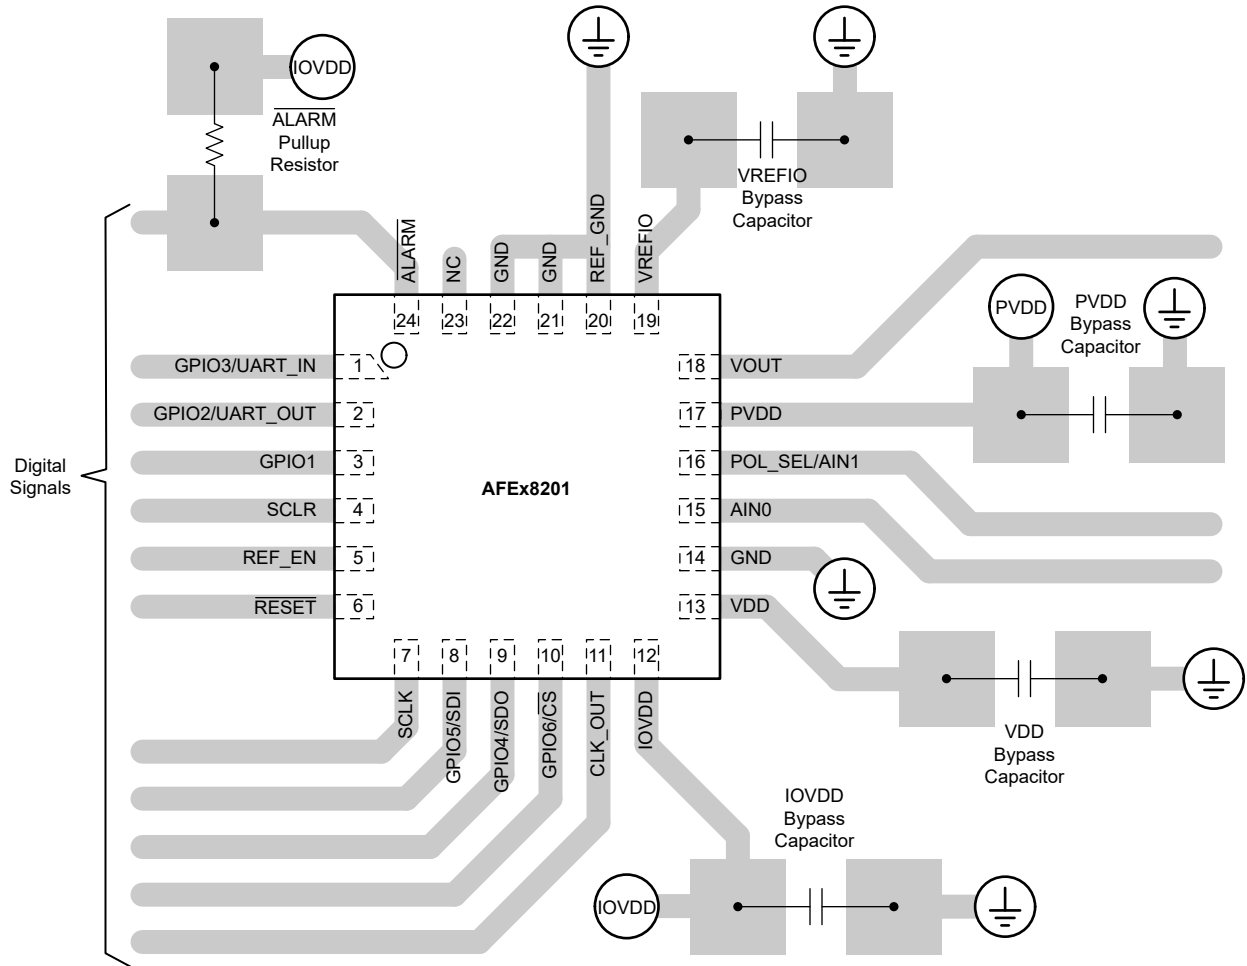 IOVDD
ALARM
Pullup
Resistor
VREFIO
Bypass
Capacitor
ALARM
NC
GND
GND
REF_GND
VREFIO
24
23
22
21
20
19
PVDD
PVDD
Bypass
Capacitor
Digital
Signals
GPIO3/UART_IN
1
GPIO2/UART_OUT
2
GPIO1
3
SCLR
4
REF_EN
5
RESET
6
AFEx8201
18
VOUT
17
PVDD
16
POL_SEL/AIN1
15
AIN0
14
GND
13
VDD
7
8
9
10
11
12
SCLK
GPIO5/SDI
GPIO4/SDO
GPIO6/CS
CLK_OUT
IOVDD
VDD
Bypass
Capacitor
IOVDD
Bypass
Capacitor
IOVDD